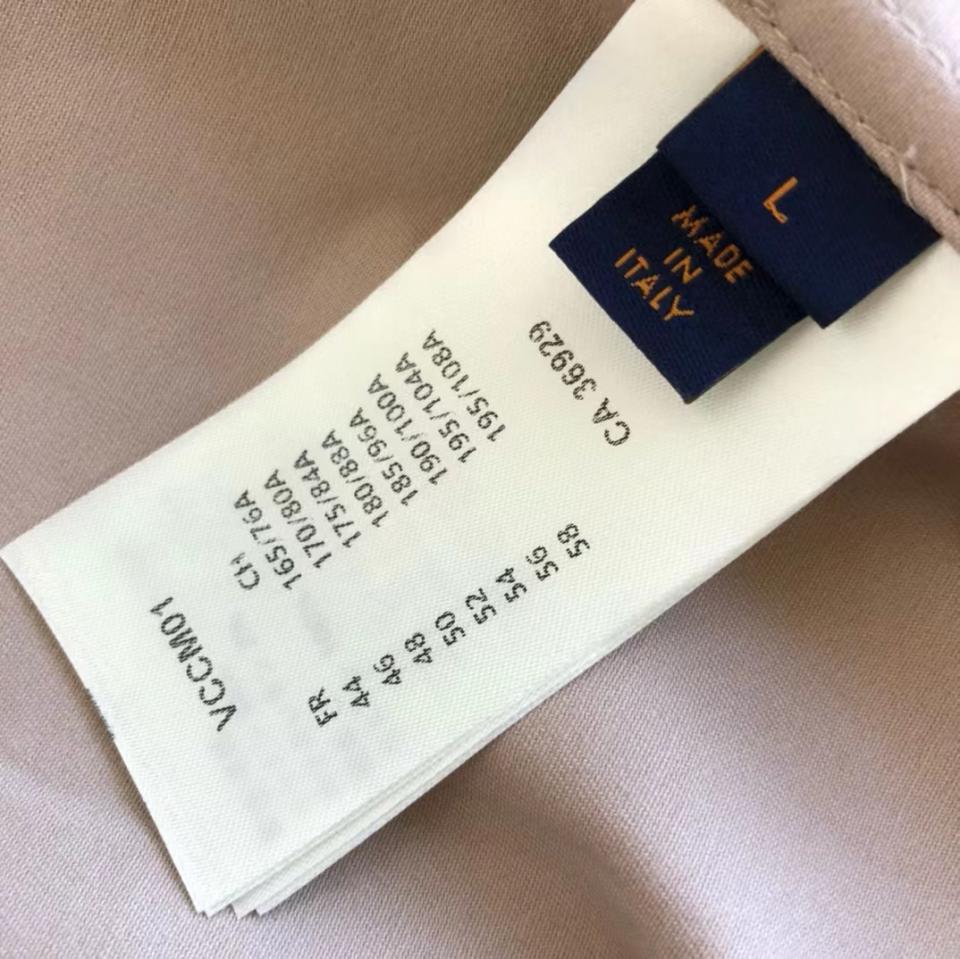 L
MADE
IN
ITALY
VCCM01
FR CH
44 165/76A
46 170/80A
48 175/84A
50 180/88A
52 185/96A
54 190/100A
56 195/104A
58 195/108A
CA 36929